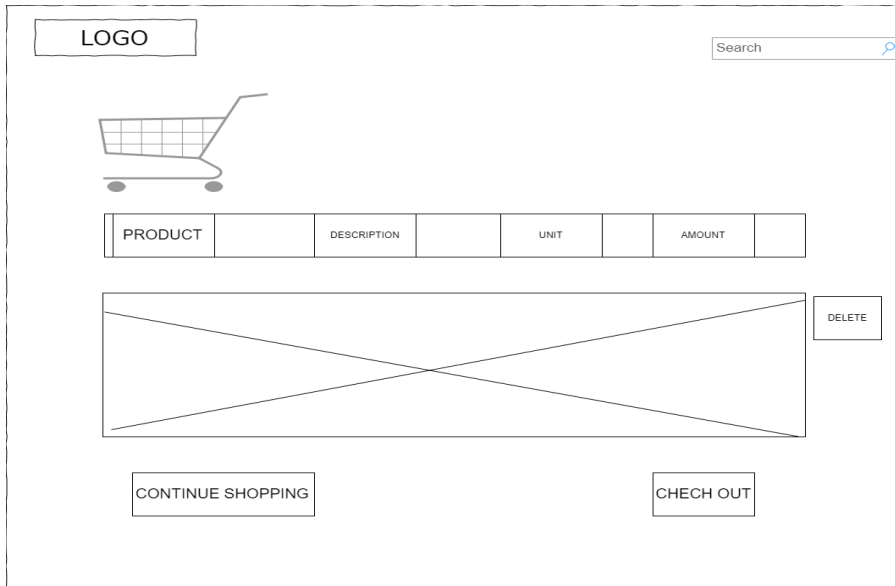 LOGO
Search
PRODUCT DESCRIPTION UNIT AMOUNT
DELETE
CONTINUE SHOPPING CHECH OUT